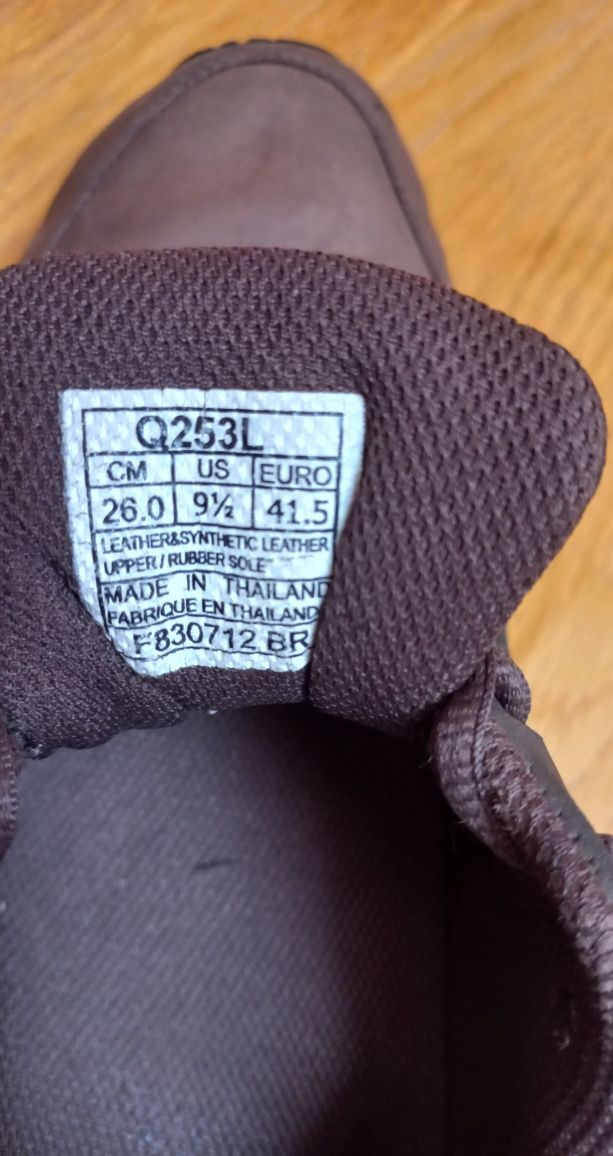 Q253L
CM US EURO
26.0 9½ 41.5
LEATHER&SYNTHETIC LEATHER
UPPER / RUBBER SOLE
MADE IN THAILAND
FABRIQUE EN THAILAND
F830712 BR